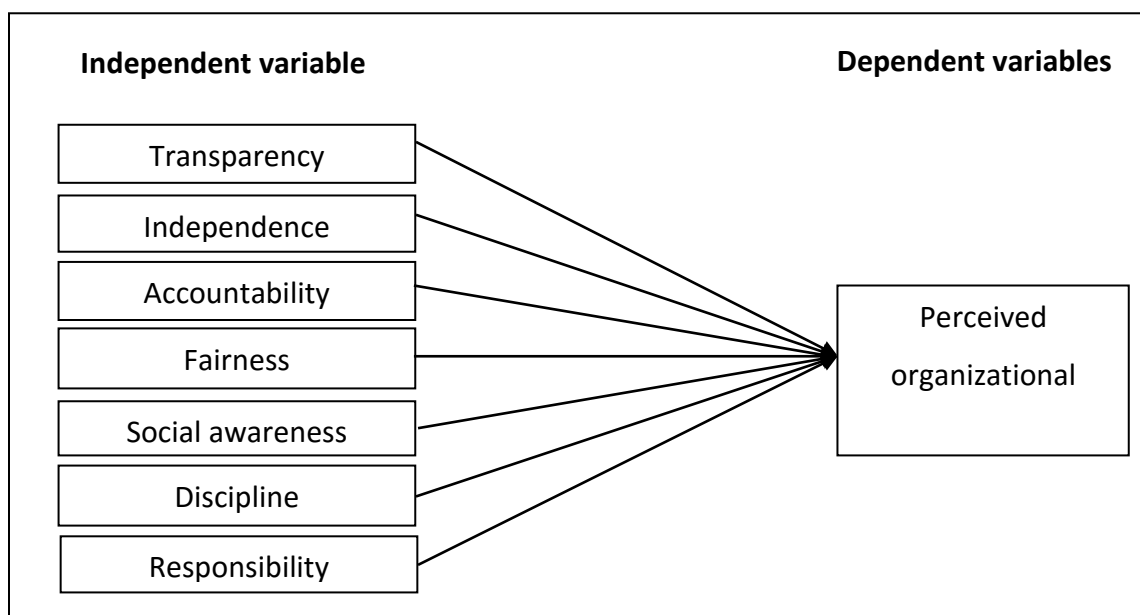 Independent variable
Dependent variables
Transparency
Independence
Accountability
Fairness
Social awareness
Discipline
Responsibility
Perceived
organizational